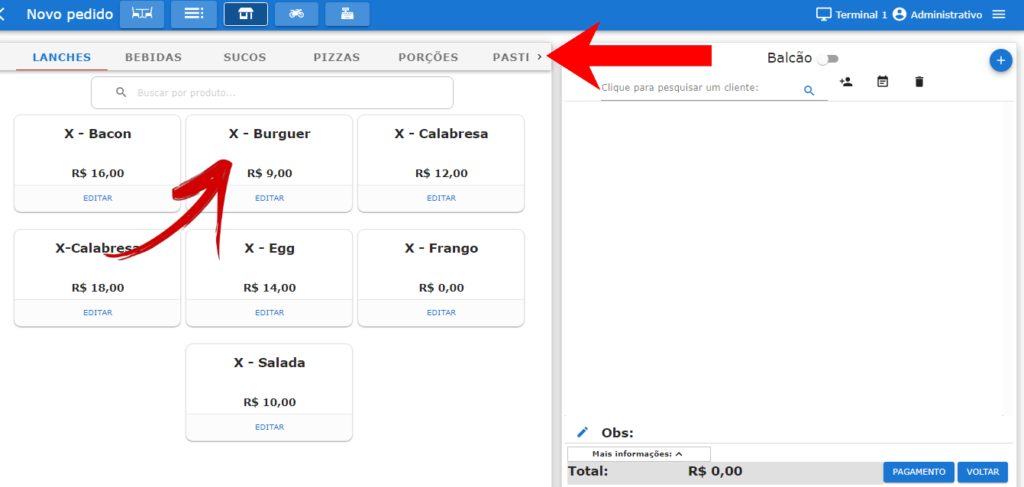 Novo pedido
Terminal 1 Administrativo
LANCHES BEBIDAS SUCOS PIZZAS PORÇÕES PASTE
Buscar por produto...
X - Bacon
R$ 16,00
EDITAR
X - Burguer
R$ 9,00
EDITAR
X - Calabresa
R$ 12,00
EDITAR
X-Calabresa
R$ 18,00
EDITAR
X - Egg
R$ 14,00
EDITAR
X - Frango
R$ 0,00
EDITAR
X - Salada
R$ 10,00
EDITAR
Balcão
Clique para pesquisar um cliente:
Obs:
Mais informações:
Total: R$ 0,00
PAGAMENTO VOLTAR